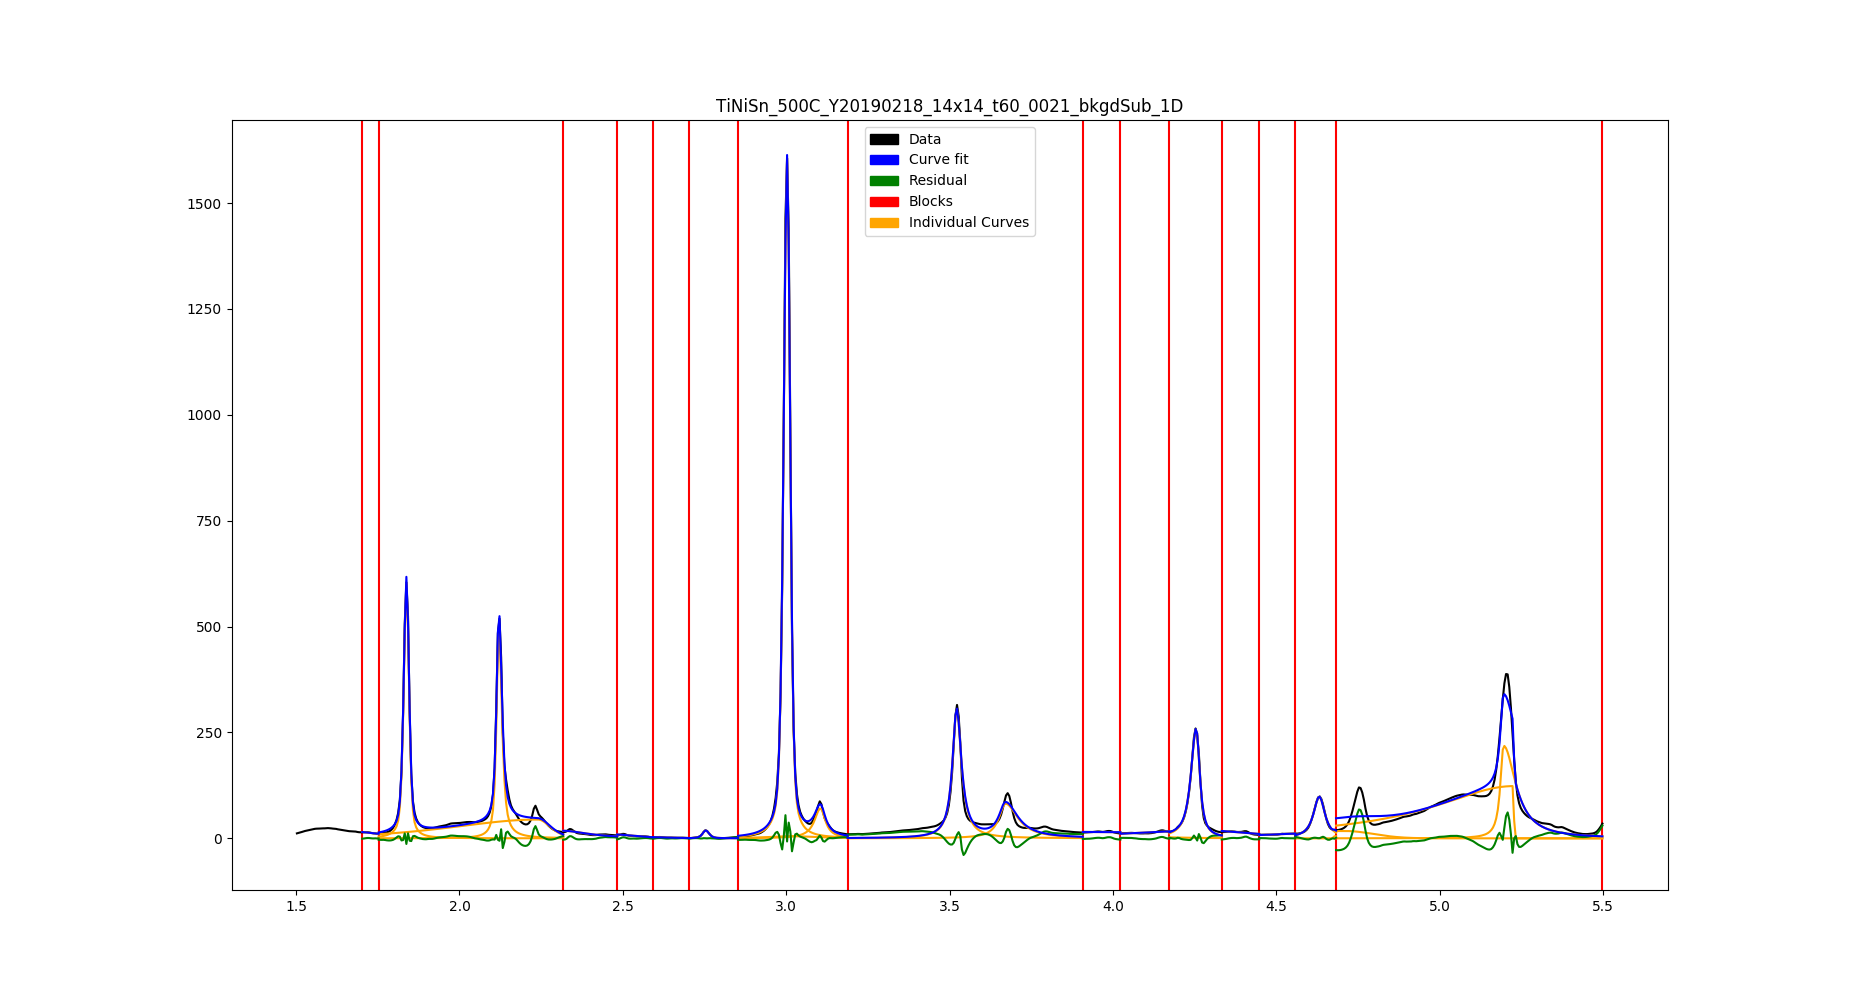 TiNiSn_500C_Y20190218_14x14_t60_0021_bkgdSub_1D
Data
Curve fit
Residual
Blocks
Individual Curves
1500
1250
1000
750
500
250
0
1.5 2.0 2.5 3.0 3.5 4.0 4.5 5.0 5.5